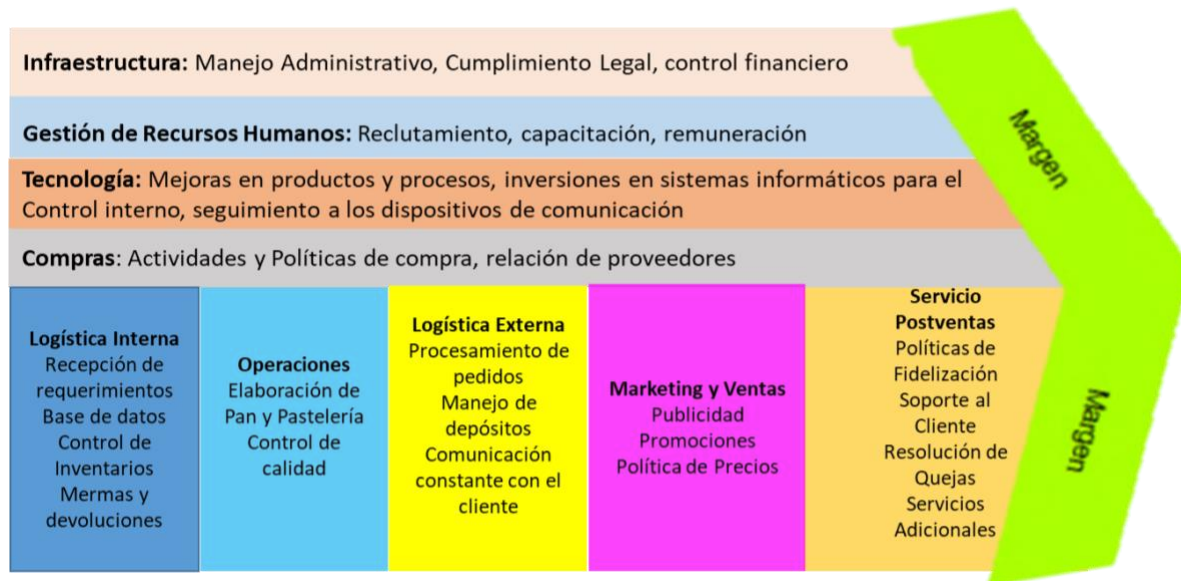 Infraestructura: Manejo Administrativo, Cumplimiento Legal, control financiero
Gestión de Recursos Humanos: Reclutamiento, capacitación, remuneración
Tecnología: Mejoras en productos y procesos, inversiones en sistemas informáticos para el
Control interno, seguimiento a los dispositivos de comunicación
Compras: Actividades y Políticas de compra, relación de proveedores
Margen
Logística Interna
Recepción de
requerimientos
Base de datos
Control de
Inventarios
Mermas y
devoluciones
Operaciones
Elaboración de
Pan y Pastelería
Control de
calidad
Logística Externa
Procesamiento de
pedidos
Manejo de
depósitos
Comunicación
constante con el
cliente
Marketing y Ventas
Publicidad
Promociones
Política de Precios
Servicio
Postventas
Políticas de
Fidelización
Soporte al
Cliente
Resolución de
Quejas
Servicios
Adicionales
Margen